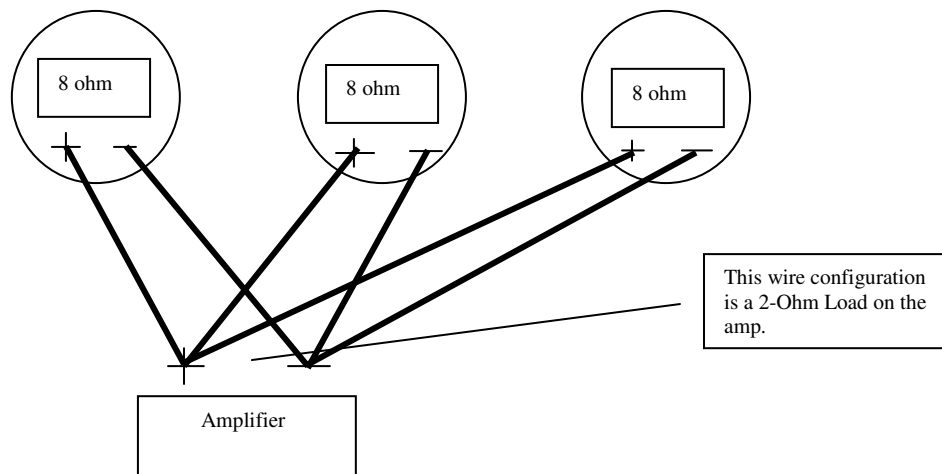 8 ohm
8 ohm
8 ohm
This wire configuration
is a 2-Ohm Load on the
amp.
Amplifier